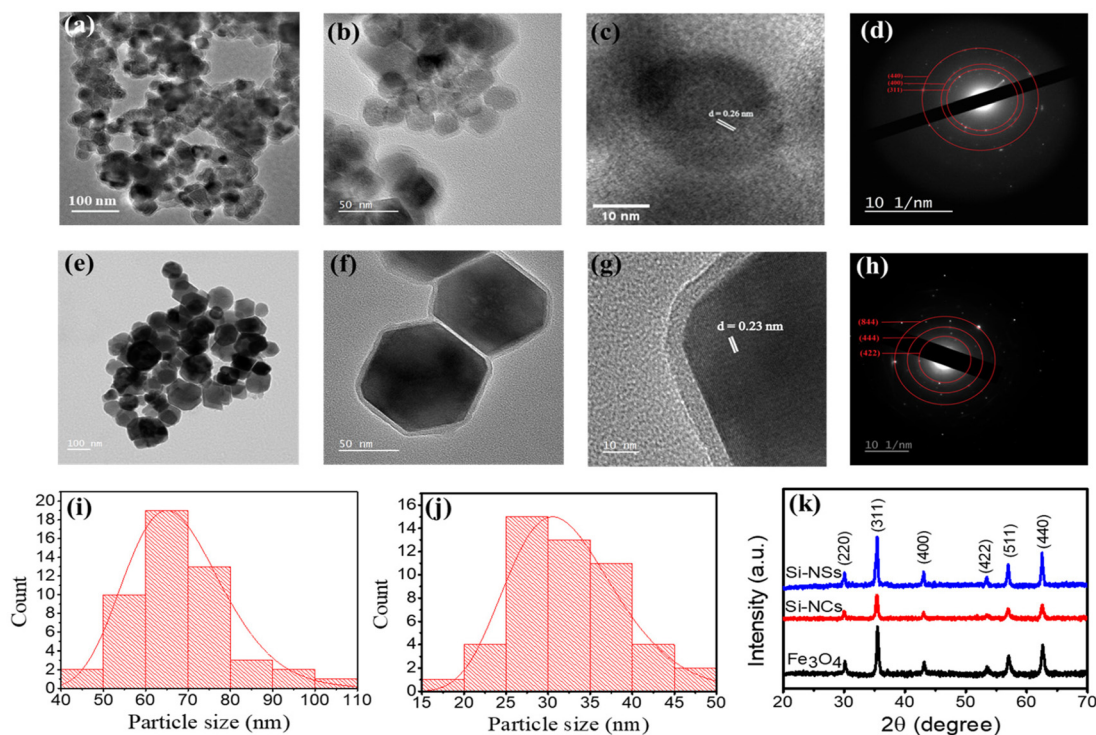 (a)
100 nm
(b)
50 nm
(c)
d = 0.26 nm
10 nm
(d)
(440)
(400)
(311)
10 1/nm
(e)
100 nm
(f)
50 nm
(g)
d = 0.23 nm
10 nm
(h)
(844)
(444)
(422)
10 1/nm
(i)
Count
20
18
16
14
12
10
8
6
4
2
0
40 50 60 70 80 90 100 110
Particle size (nm)
(j)
Count
16
14
12
10
8
6
4
2
0
15 20 25 30 35 40 45 50
Particle size (nm)
(k)
Intensity (a.u.)
(220) (311) (400) (422) (511) (440)
Si-NSs
Si-NCs
Fe₃O₄
20 30 40 50 60 70
2θ (degree)